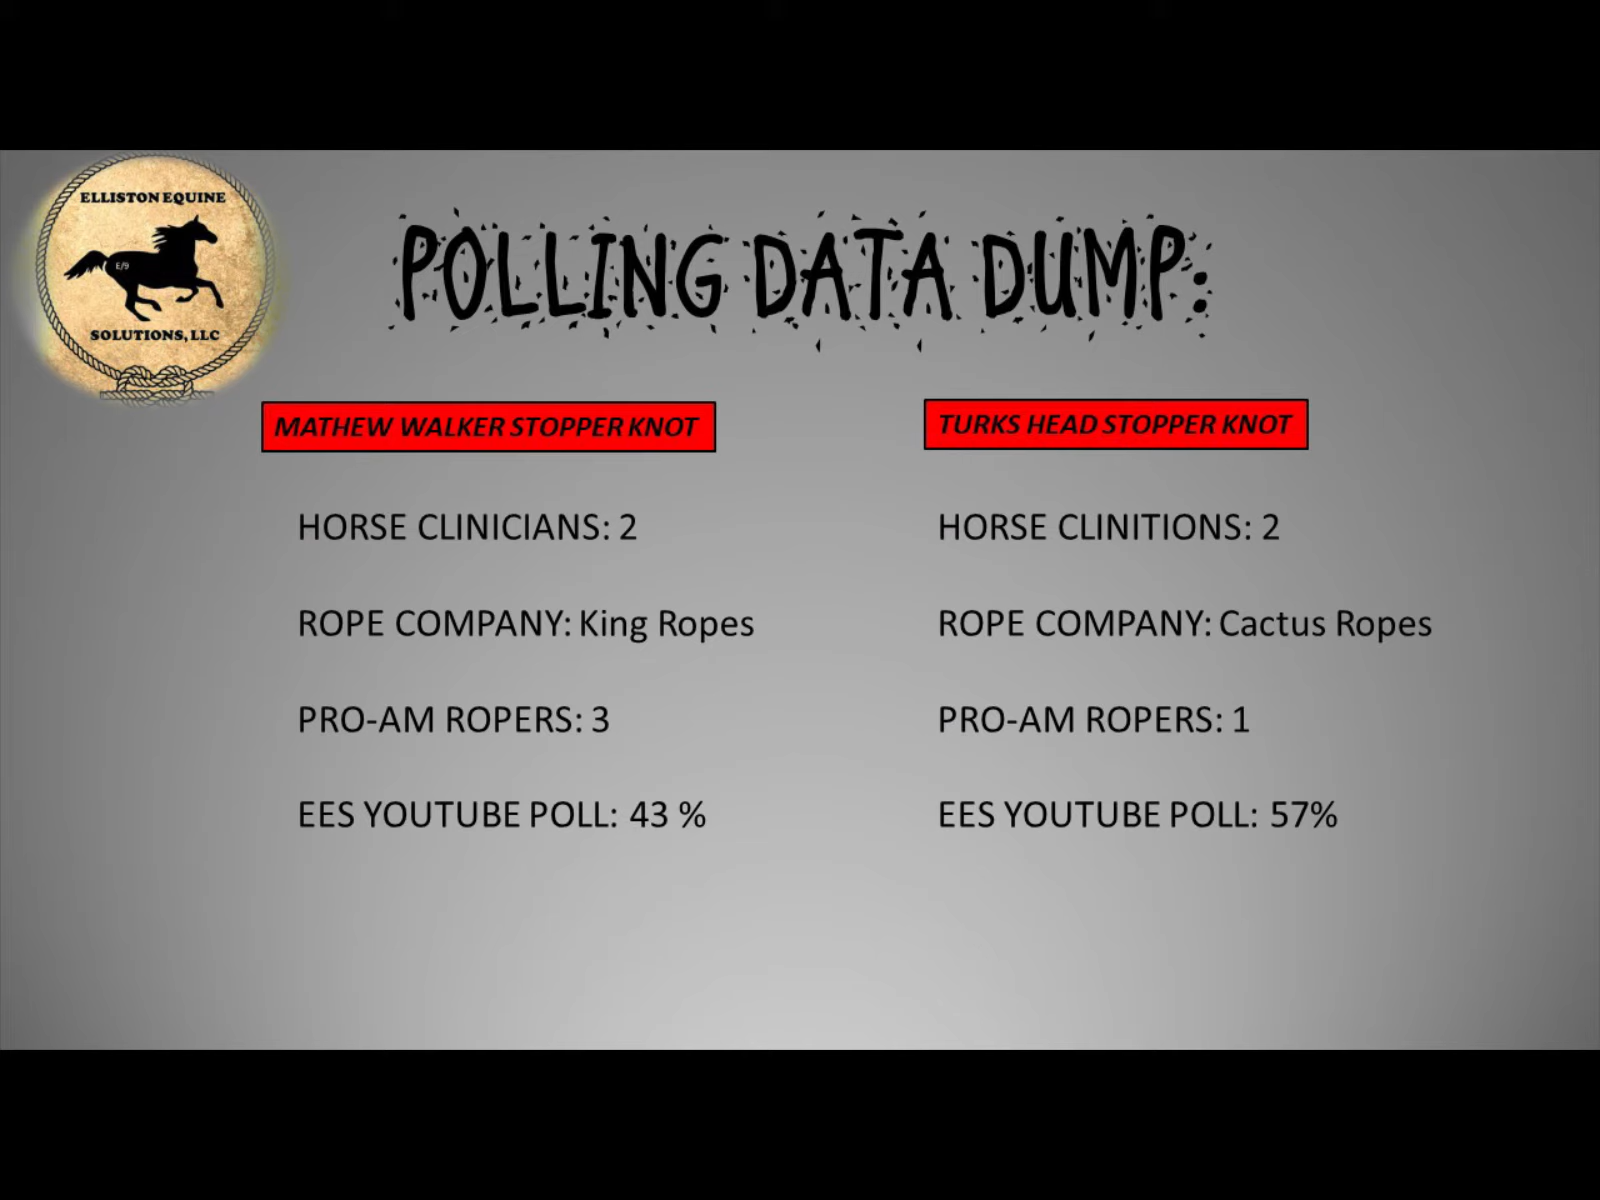 ELLISTON EQUINE
E/9
SOLUTIONS, LLC
POLLING DATA DUMP:
MATHEW WALKER STOPPER KNOT
HORSE CLINICIANS: 2
ROPE COMPANY: King Ropes
PRO-AM ROPERS: 3
EES YOUTUBE POLL: 43 %
TURKS HEAD STOPPER KNOT
HORSE CLINITIONS: 2
ROPE COMPANY: Cactus Ropes
PRO-AM ROPERS: 1
EES YOUTUBE POLL: 57%